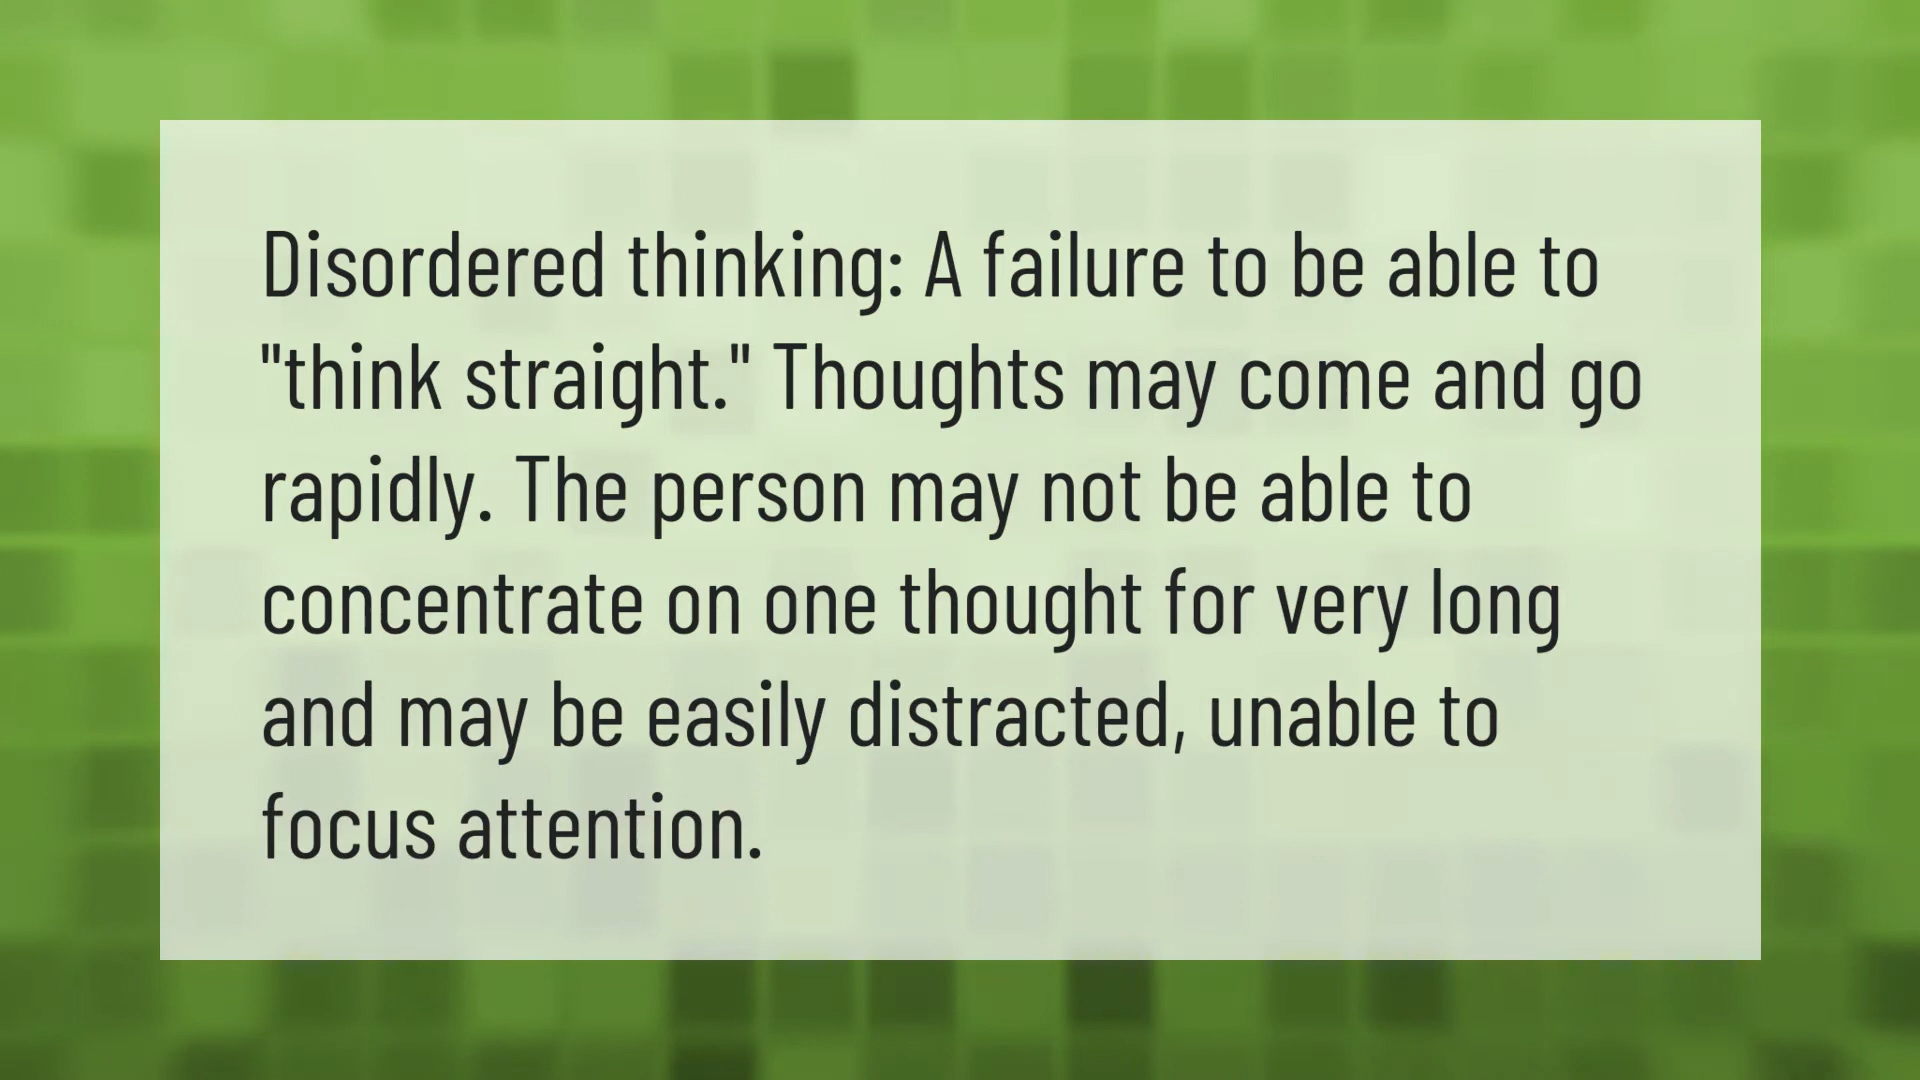 Disordered thinking: A failure to be able to
"think straight." Thoughts may come and go
rapidly. The person may not be able to
concentrate on one thought for very long
and may be easily distracted, unable to
focus attention.